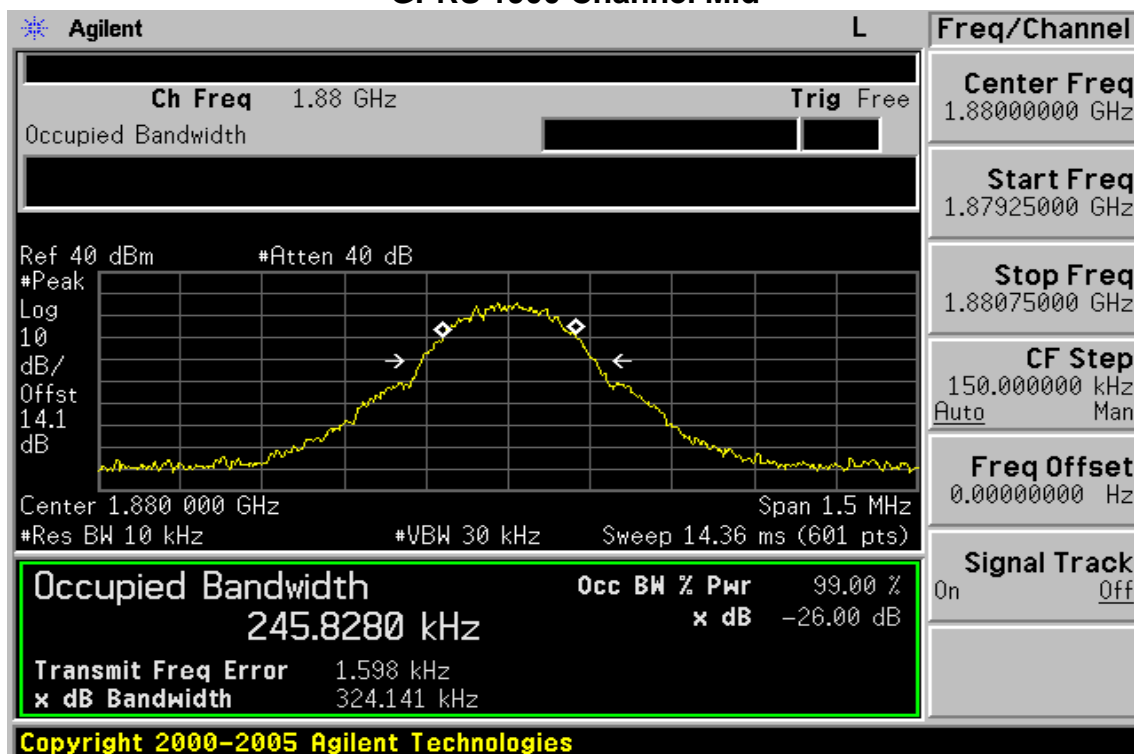 Agilent L Freq/Channel
Ch Freq 1.88 GHz Trig Free
Occupied Bandwidth
Center Freq
1.88000000 GHz
Start Freq
1.87925000 GHz
Stop Freq
1.88075000 GHz
CF Step
150.000000 kHz
Auto Man
Freq Offset
0.00000000 Hz
Signal Track
On Off
Ref 40 dBm #Atten 40 dB
#Peak
Log
10
dB/
Offst
14.1
dB
Center 1.880 000 GHz Span 1.5 MHz
#Res BW 10 kHz #VBW 30 kHz Sweep 14.36 ms (601 pts)
Occupied Bandwidth Occ BW % Pwr 99.00 %
245.8280 kHz x dB -26.00 dB
Transmit Freq Error 1.598 kHz
x dB Bandwidth 324.141 kHz
Copyright 2000-2005 Agilent Technologies